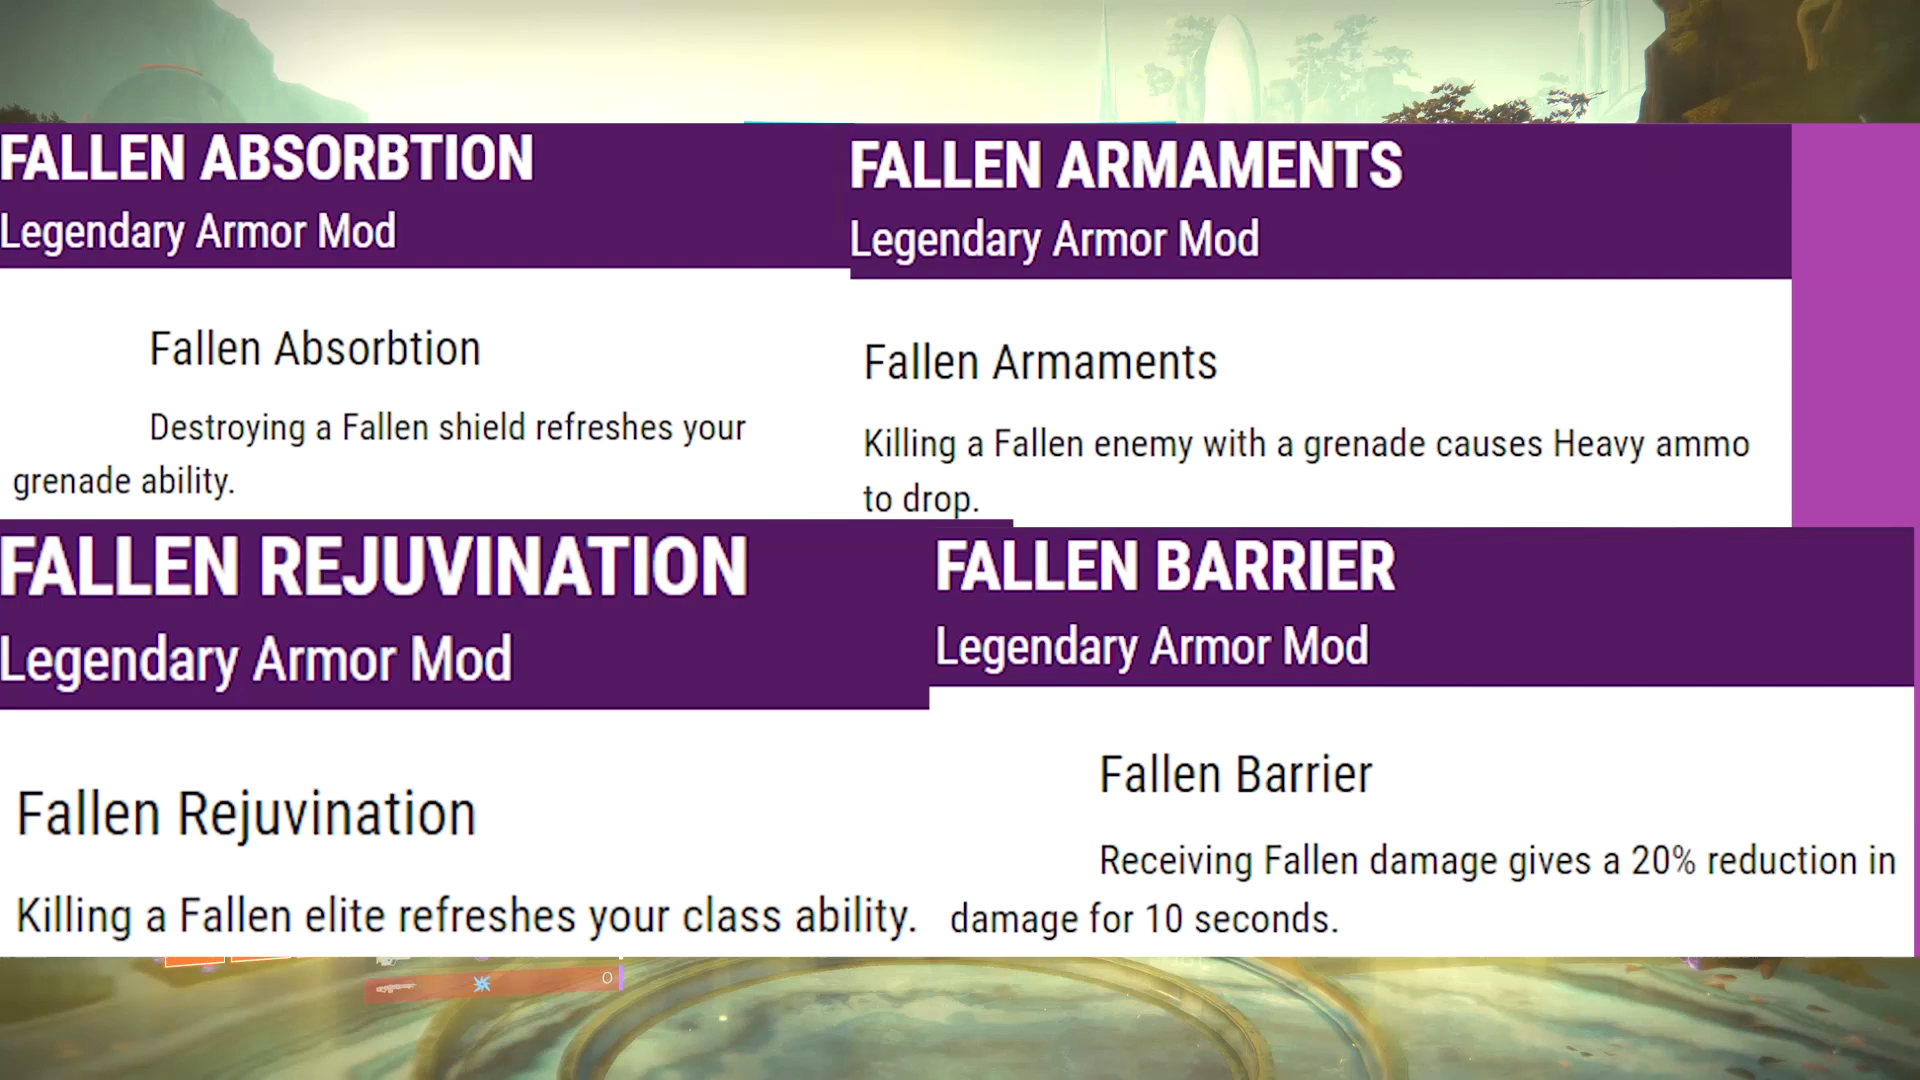 FALLEN ABSORBTION
Legendary Armor Mod
Fallen Absorbtion
Destroying a Fallen shield refreshes your
grenade ability.
FALLEN ARMAMENTS
Legendary Armor Mod
Fallen Armaments
Killing a Fallen enemy with a grenade causes Heavy ammo
to drop.
FALLEN REJUVINATION
Legendary Armor Mod
Fallen Rejuvination
Killing a Fallen elite refreshes your class ability.
FALLEN BARRIER
Legendary Armor Mod
Fallen Barrier
Receiving Fallen damage gives a 20% reduction in
damage for 10 seconds.
0